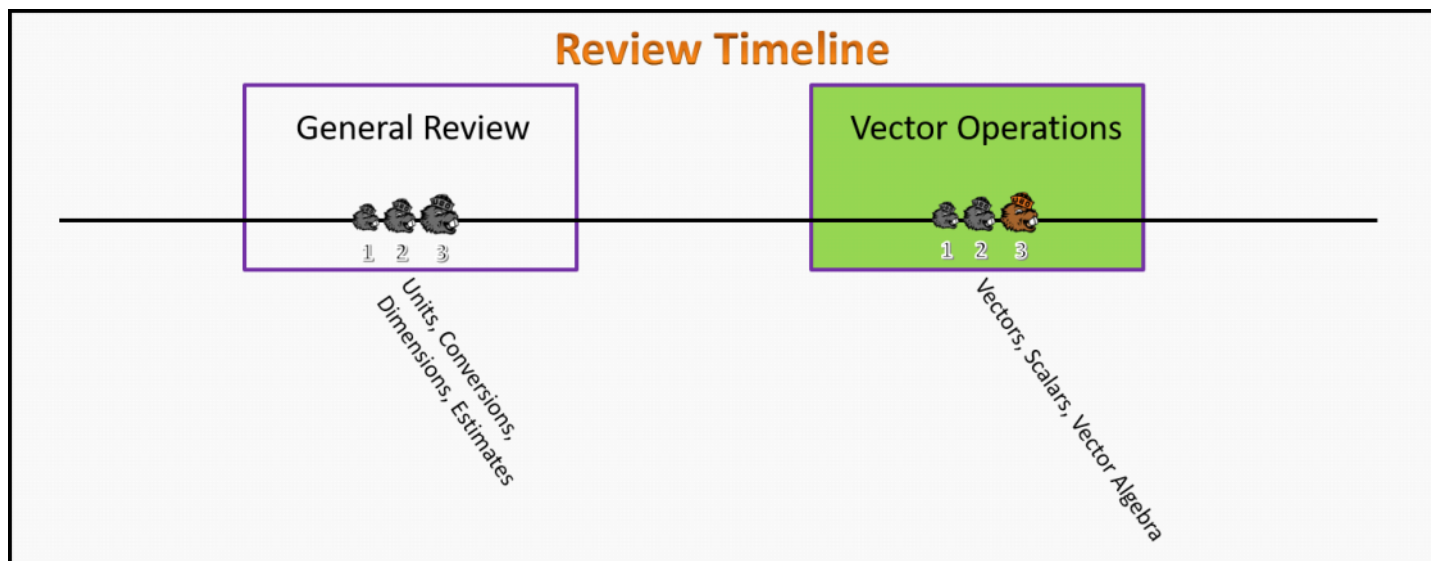 Review Timeline
General Review
1 2 3
Units, Conversions,
Dimensions, Estimates
Vector Operations
1 2 3
Vectors, Scalars, Vector Algebra